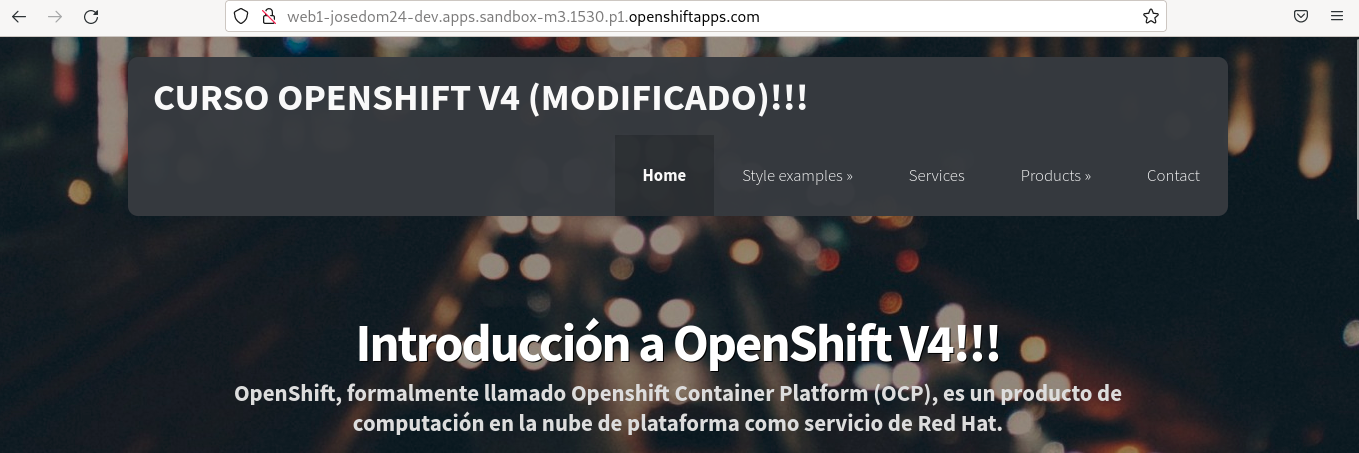 web1-josedom24-dev.apps.sandbox-m3.1530.p1.openshiftapps.com
CURSO OPENSHIFT V4 (MODIFICADO)!!!
Home Style examples » Services Products » Contact
Introducción a OpenShift V4!!!
OpenShift, formalmente llamado Openshift Container Platform (OCP), es un producto de
computación en la nube de plataforma como servicio de Red Hat.